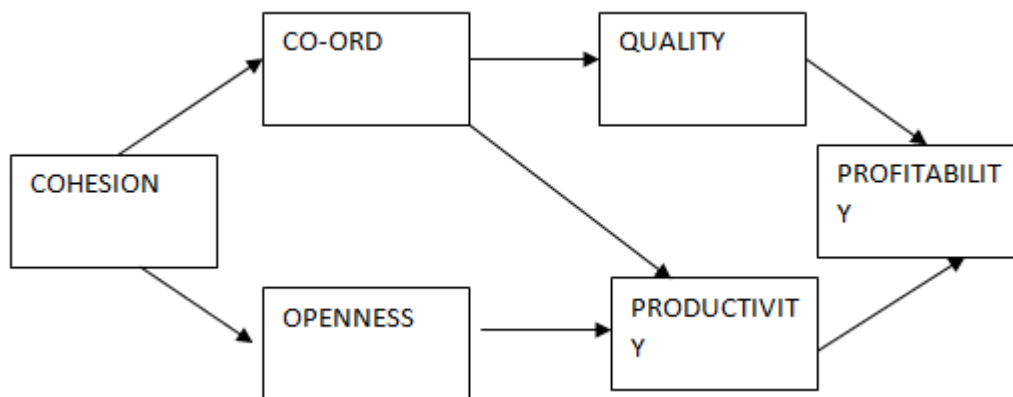 CO-ORD
QUALITY
COHESION
PROFITABILIT
Y
OPENNESS
PRODUCTIVIT
Y